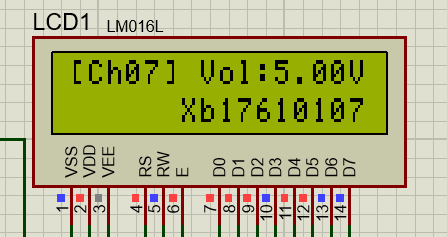 LCD1
LM016L
[Ch07] Vol:5.00V
Xb17610107
VSS VDD VEE RS RW E D0 D1 D2 D3 D4 D5 D6 D7
1 2 3 4 5 6 7 8 9 10 11 12 13 14